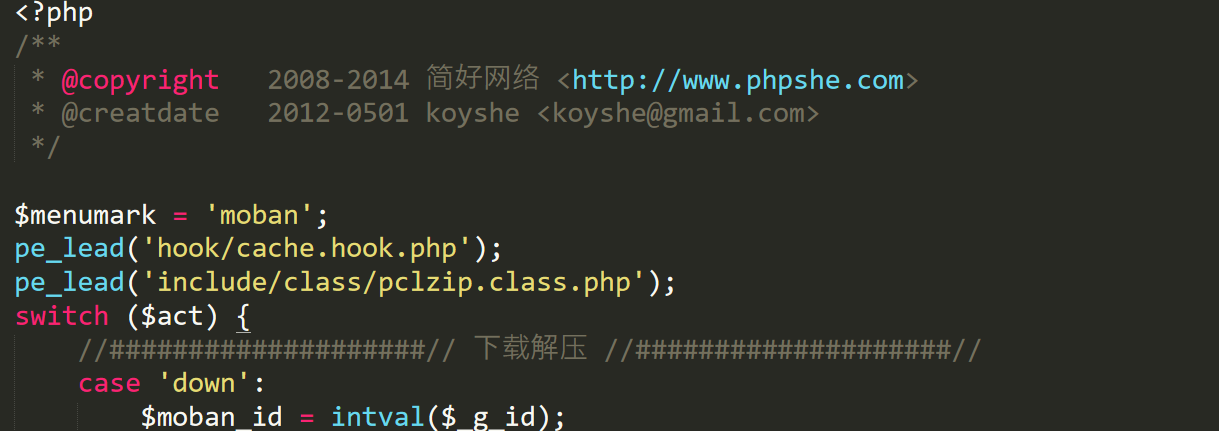 <?php
/**
 * @copyright   2008-2014 简好网络 <http://www.phpshe.com>
 * @creatdate   2012-0501 koyshe <koyshe@gmail.com>
 */
$menumark = 'moban';
pe_lead('hook/cache.hook.php');
pe_lead('include/class/pclzip.class.php');
switch ($act) {
    //####################// 下载解压 //####################//
    case 'down':
        $moban_id = intval($_g_id);